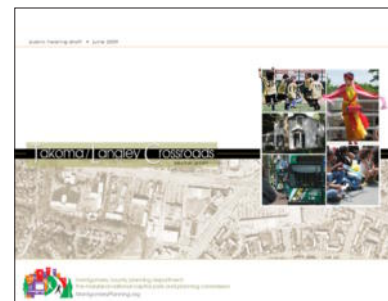 public hearing draft • june 2009
Takoma/Langley Crossroads
sector plan
montgomery county planning department
the maryland-national capital park and planning commission
MontgomeryPlanning.org